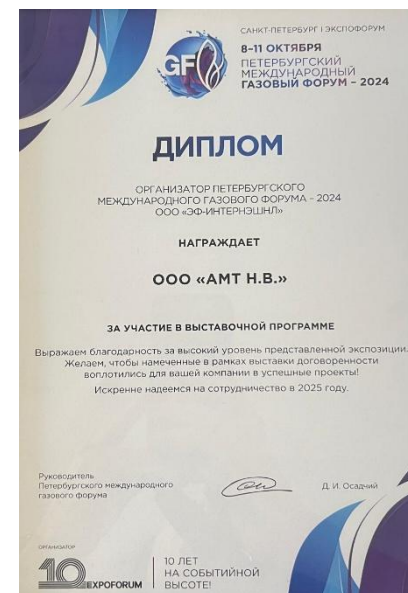 САНКТ-ПЕТЕРБУРГ | ЭКСПОФОРУМ
8–11 ОКТЯБРЯ
ПЕТЕРБУРГСКИЙ
МЕЖДУНАРОДНЫЙ
ГАЗОВЫЙ ФОРУМ – 2024
GF
ДИПЛОМ
ОРГАНИЗАТОР ПЕТЕРБУРГСКОГО
МЕЖДУНАРОДНОГО ГАЗОВОГО ФОРУМА - 2024
ООО «ЭФ-ИНТЕРНЭШНЛ»
НАГРАЖДАЕТ
ООО «АМТ Н.В.»
ЗА УЧАСТИЕ В ВЫСТАВОЧНОЙ ПРОГРАММЕ
Выражаем благодарность за высокий уровень представленной экспозиции.
Желаем, чтобы намеченные в рамках выставки договоренности
воплотились для вашей компании в успешные проекты!
Искренне надеемся на сотрудничество в 2025 году.
Руководитель
Петербургского международного
газового форума
Д. И. Осадчий
ОРГАНИЗАТОР
10 EXPOFORUM
10 ЛЕТ
НА СОБЫТИЙНОЙ
ВЫСОТЕ!